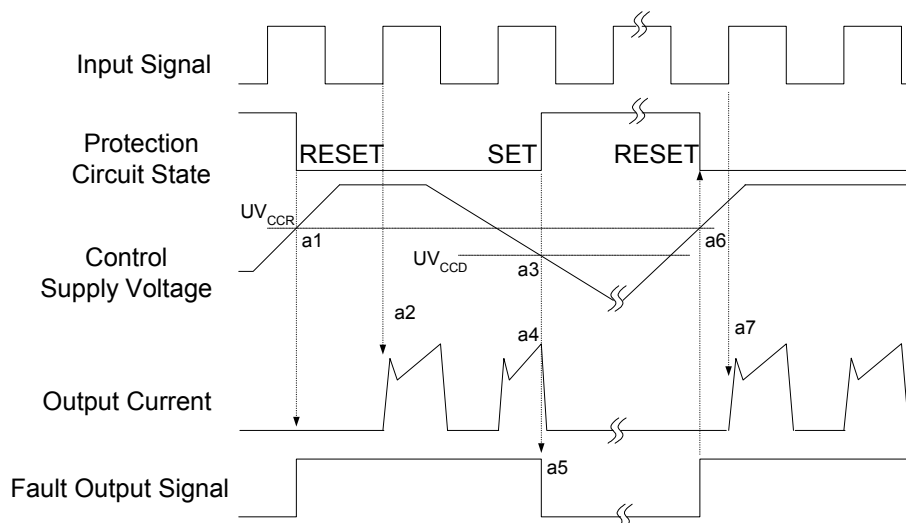 Input Signal
Protection
Circuit State
RESET
SET
RESET
UVCCR
a1
a6
Control
Supply Voltage
UVCCD
a3
a2
a4
a7
Output Current
a5
Fault Output Signal